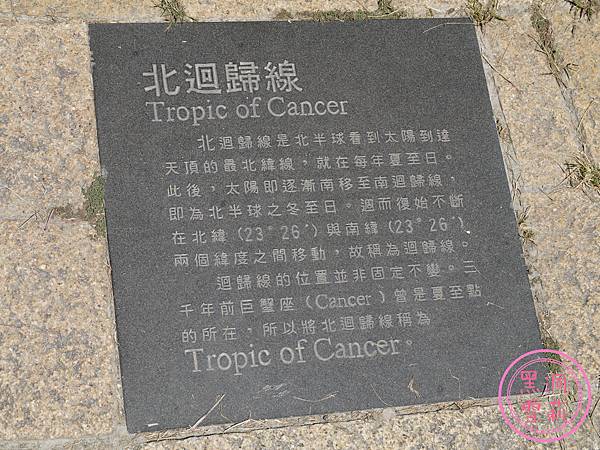 北迴歸線
Tropic of Cancer
北迴歸線是北半球看到太陽到達
天頂的最北緯線，就在每年夏至日。
此後，太陽即逐漸南移至南迴歸線，
即為北半球之冬至日。週而復始不斷
在北緯（23°26´）與南緯（23°26´）
兩個緯度之間移動，故稱為迴歸線。
迴歸線的位置並非固定不變。三
千年前巨蟹座（Cancer）曾是夏至點
的所在，所以將北迴歸線稱為
Tropic of Cancer。